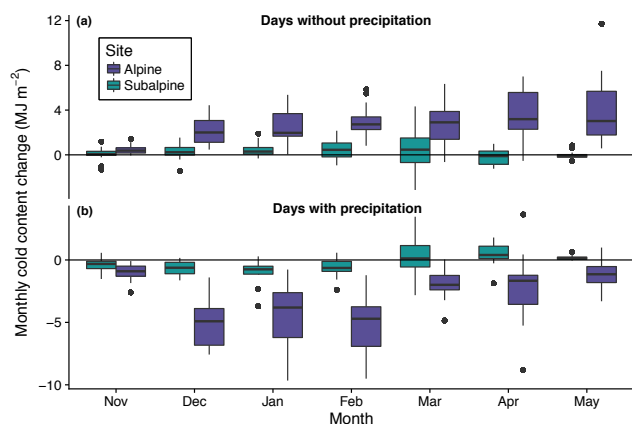 (a) Days without precipitation
12
8
4
0
Site
Alpine
Subalpine
Monthly cold content change (MJ m⁻²)
(b) Days with precipitation
0
−5
−10
Nov Dec Jan Feb Mar Apr May
Month